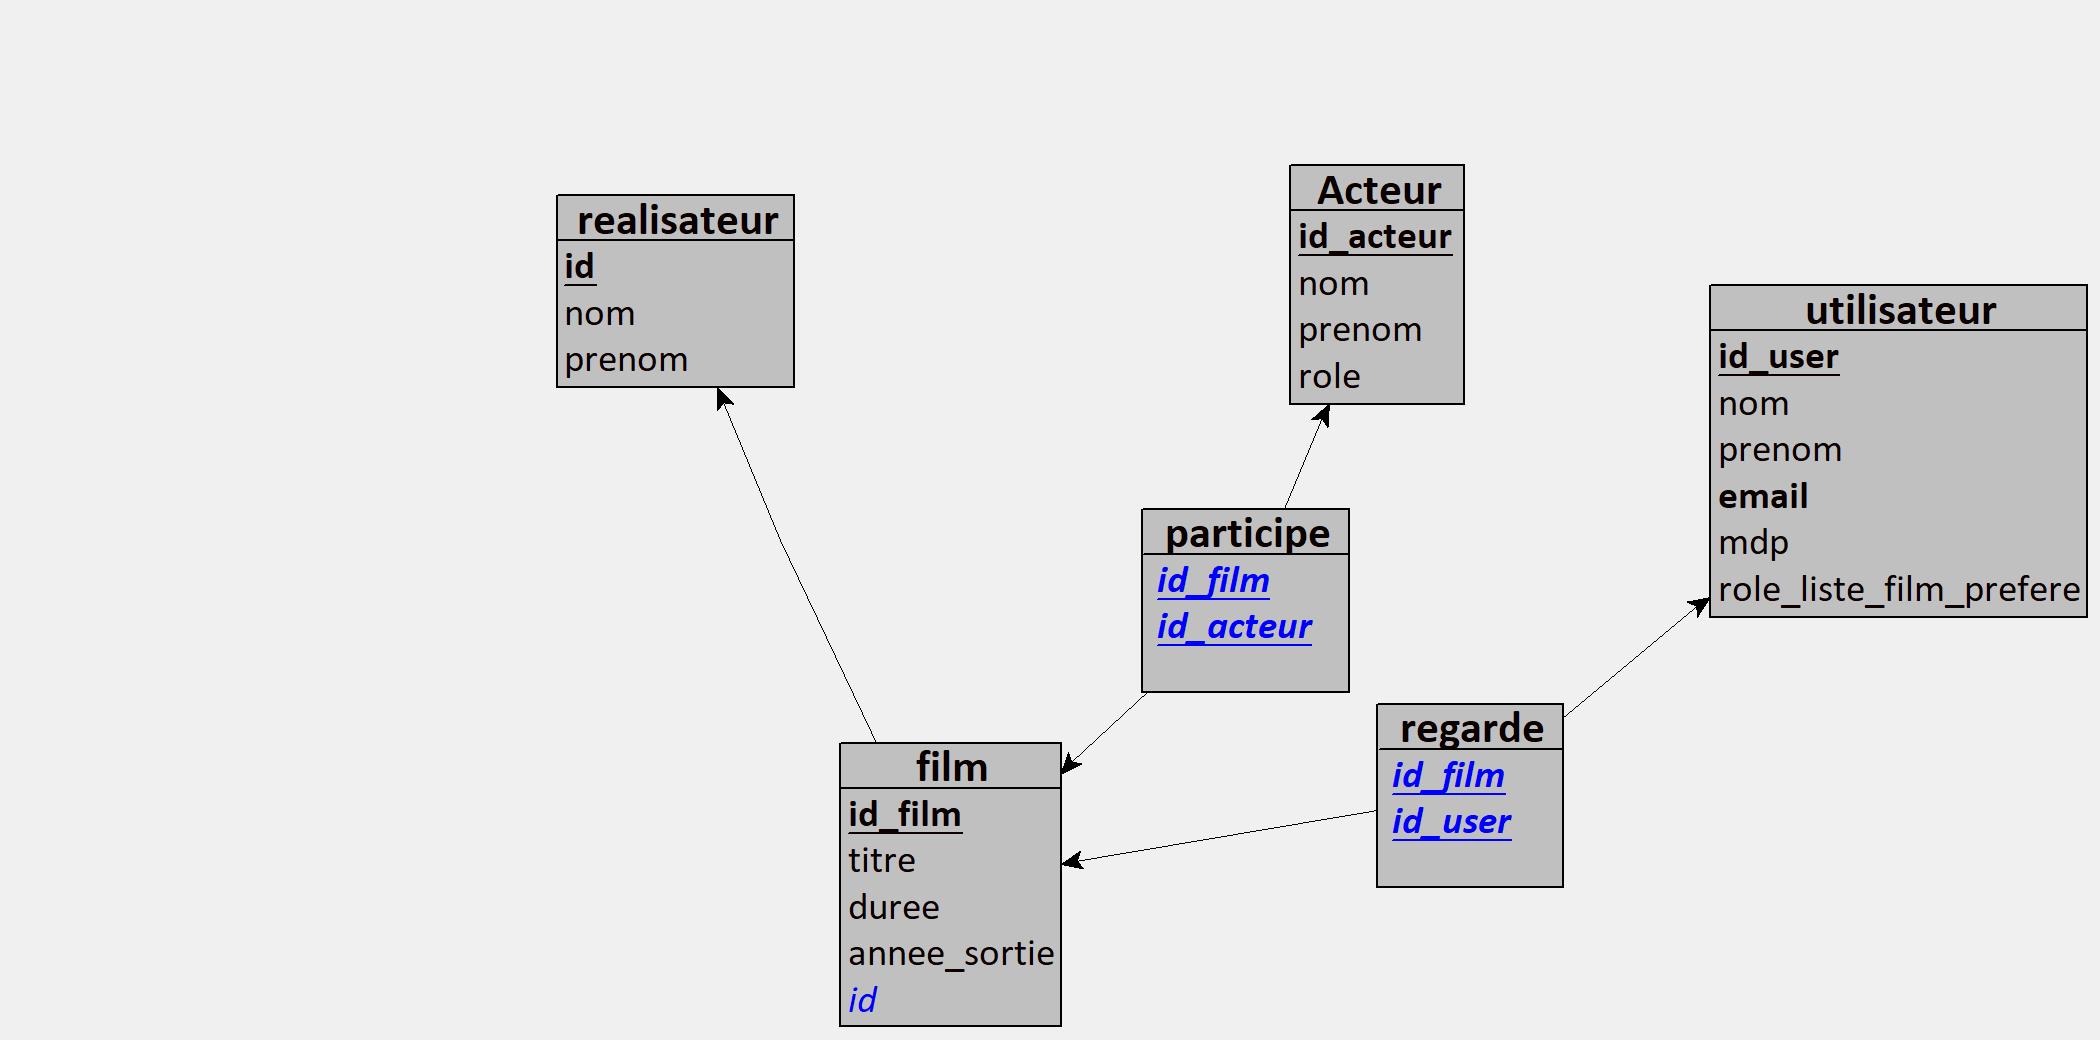 realisateur
id
nom
prenom
Acteur
id_acteur
nom
prenom
role
utilisateur
id_user
nom
prenom
email
mdp
role_liste_film_prefere
participe
id_film
id_acteur
regarde
id_film
id_user
film
id_film
titre
duree
annee_sortie
id